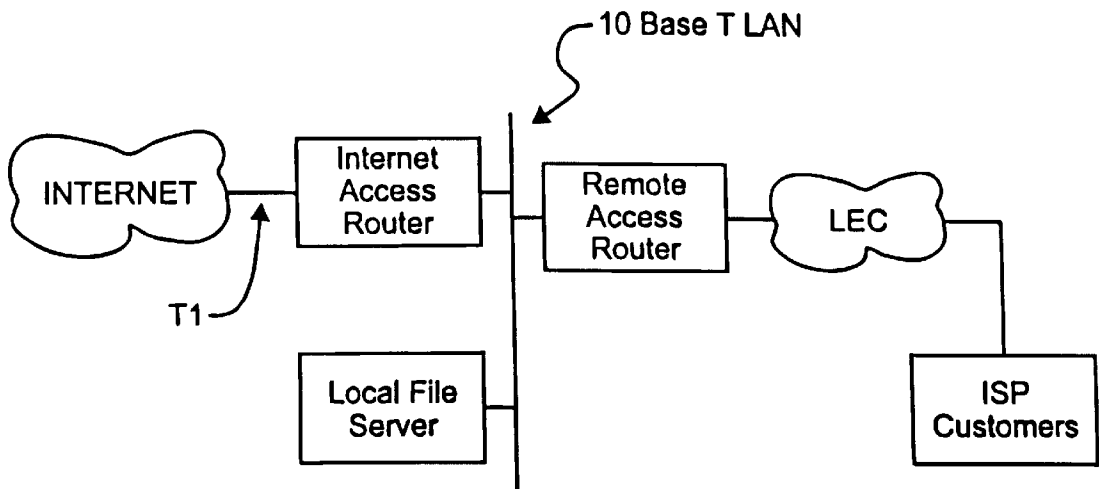 10 Base T LAN
INTERNET
Internet
Access
Router
Remote
Access
Router
LEC
T1
Local File
Server
ISP
Customers